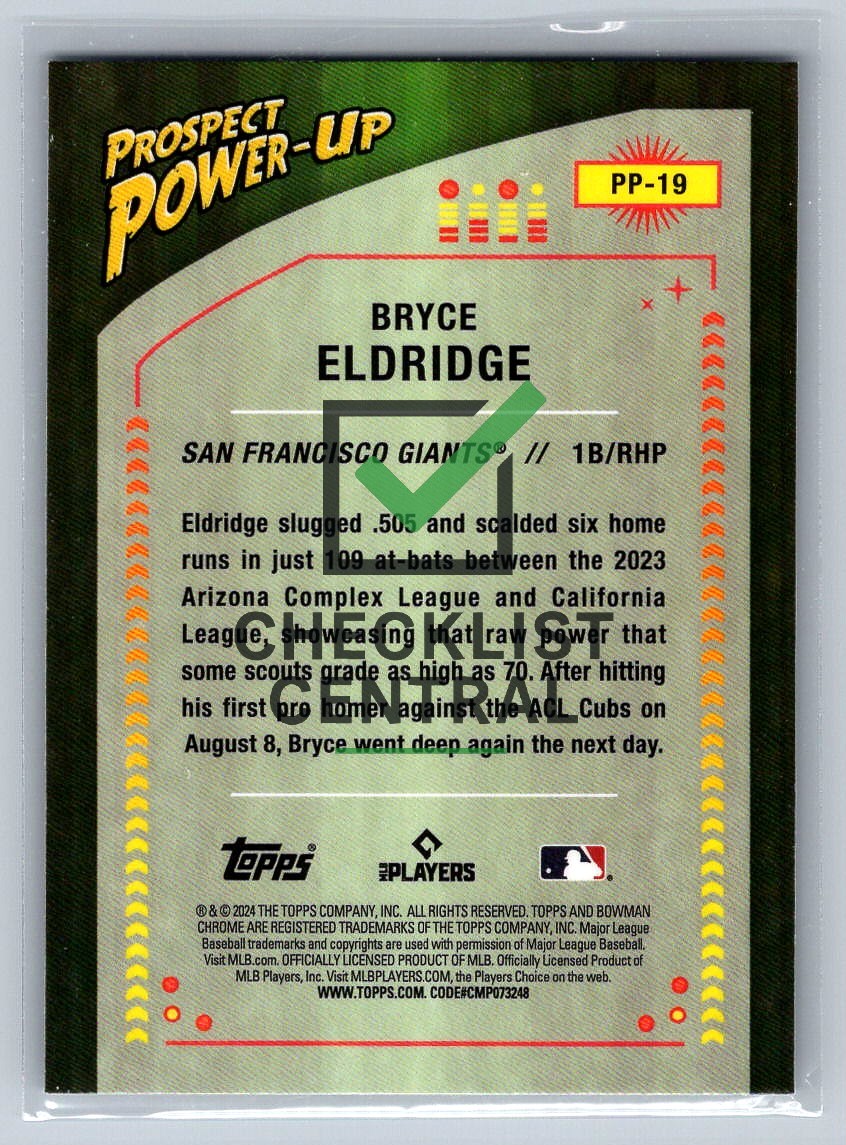 PROSPECT
POWER-UP
PP-19
BRYCE
ELDRIDGE
SAN FRANCISCO GIANTS® // 1B/RHP
Eldridge slugged .505 and scalded six home
runs in just 109 at-bats between the 2023
Arizona Complex League and California
League, showcasing that raw power that
some scouts grade as high as 70. After hitting
his first pro homer against the ACL Cubs on
August 8, Bryce went deep again the next day.
CHECKLIST
CENTRAL
topps®
MLB PLAYERS
® & © 2024 THE TOPPS COMPANY, INC. ALL RIGHTS RESERVED. TOPPS AND BOWMAN
CHROME ARE REGISTERED TRADEMARKS OF THE TOPPS COMPANY, INC. Major League
Baseball trademarks and copyrights are used with permission of Major League Baseball.
Visit MLB.com. OFFICIALLY LICENSED PRODUCT OF MLB. Officially Licensed Product of
MLB Players, Inc. Visit MLBPLAYERS.COM, the Players Choice on the web.
WWW.TOPPS.COM. CODE#CMP073248